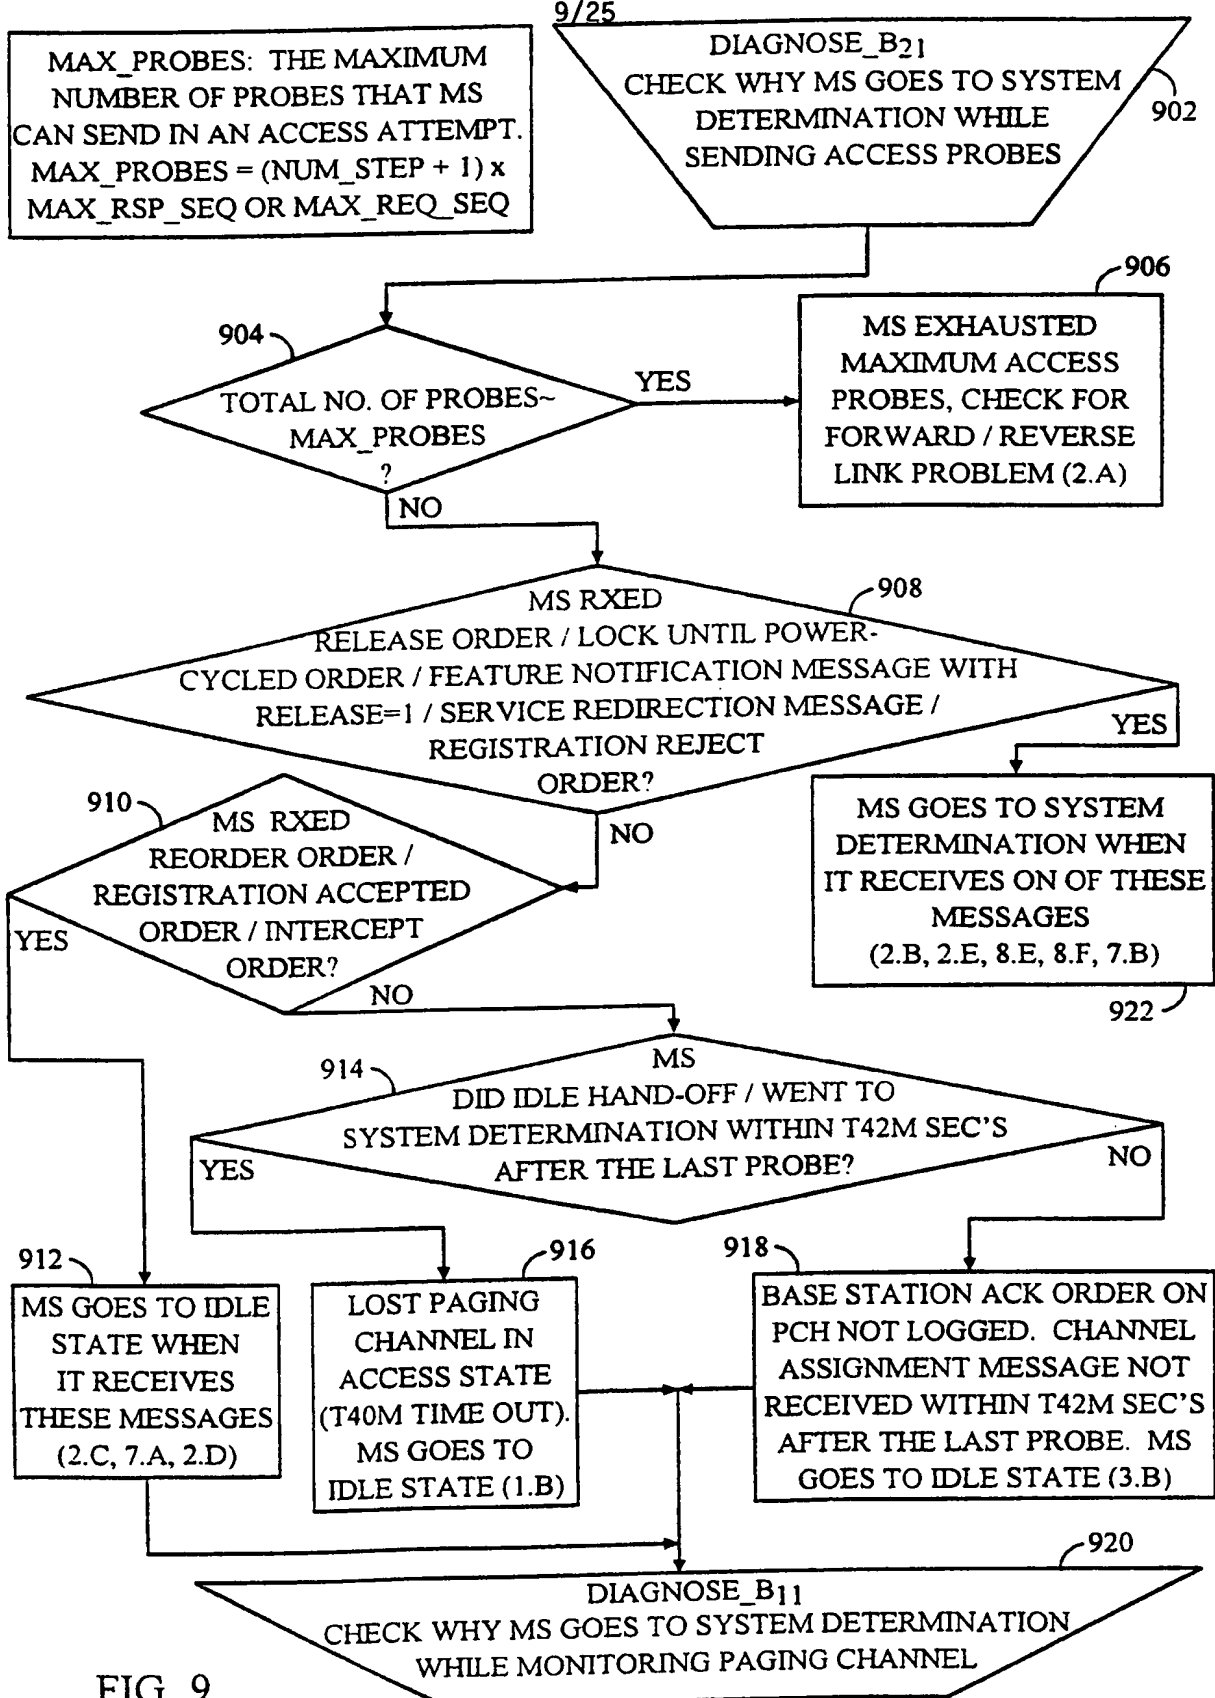 9/25
MAX_PROBES: THE MAXIMUM
NUMBER OF PROBES THAT MS
CAN SEND IN AN ACCESS ATTEMPT.
MAX_PROBES = (NUM_STEP + 1) x
MAX_RSP_SEQ OR MAX_REQ_SEQ
DIAGNOSE_B21
CHECK WHY MS GOES TO SYSTEM
DETERMINATION WHILE
SENDING ACCESS PROBES
902
904
TOTAL NO. OF PROBES~
MAX_PROBES
?
YES
NO
906
MS EXHAUSTED
MAXIMUM ACCESS
PROBES, CHECK FOR
FORWARD / REVERSE
LINK PROBLEM (2.A)
908
MS RXED
RELEASE ORDER / LOCK UNTIL POWER-
CYCLED ORDER / FEATURE NOTIFICATION MESSAGE WITH
RELEASE=1 / SERVICE REDIRECTION MESSAGE /
REGISTRATION REJECT
ORDER?
YES
NO
910
MS RXED
REORDER ORDER /
REGISTRATION ACCEPTED
ORDER / INTERCEPT
ORDER?
YES
NO
MS GOES TO SYSTEM
DETERMINATION WHEN
IT RECEIVES ON OF THESE
MESSAGES
(2.B, 2.E, 8.E, 8.F, 7.B)
922
914
MS
DID IDLE HAND-OFF / WENT TO
SYSTEM DETERMINATION WITHIN T42M SEC'S
AFTER THE LAST PROBE?
YES
NO
912
MS GOES TO IDLE
STATE WHEN
IT RECEIVES
THESE MESSAGES
(2.C, 7.A, 2.D)
916
LOST PAGING
CHANNEL IN
ACCESS STATE
(T40M TIME OUT).
MS GOES TO
IDLE STATE (1.B)
918
BASE STATION ACK ORDER ON
PCH NOT LOGGED. CHANNEL
ASSIGNMENT MESSAGE NOT
RECEIVED WITHIN T42M SEC'S
AFTER THE LAST PROBE. MS
GOES TO IDLE STATE (3.B)
920
DIAGNOSE_B11
CHECK WHY MS GOES TO SYSTEM DETERMINATION
WHILE MONITORING PAGING CHANNEL
FIG. 9